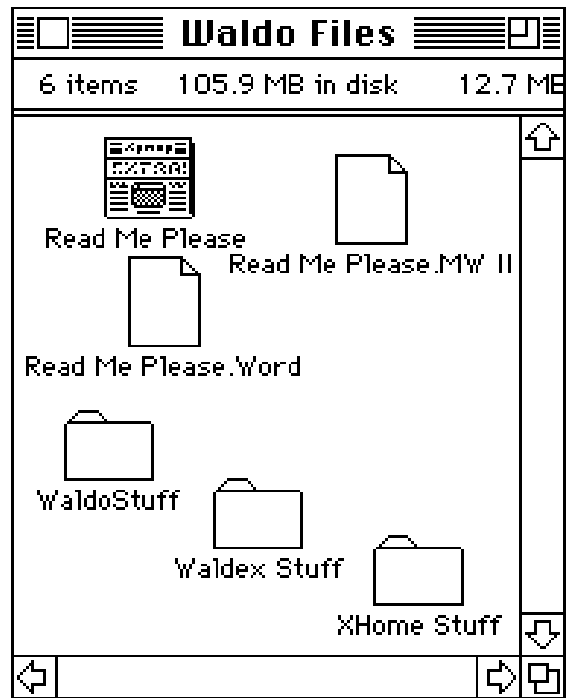 Waldo Files
6 items 105.9 MB in disk 12.7 MB
EXTRA!
Read Me Please
Read Me Please.MW II
Read Me Please.Word
WaldoStuff
Waldex Stuff
XHome Stuff